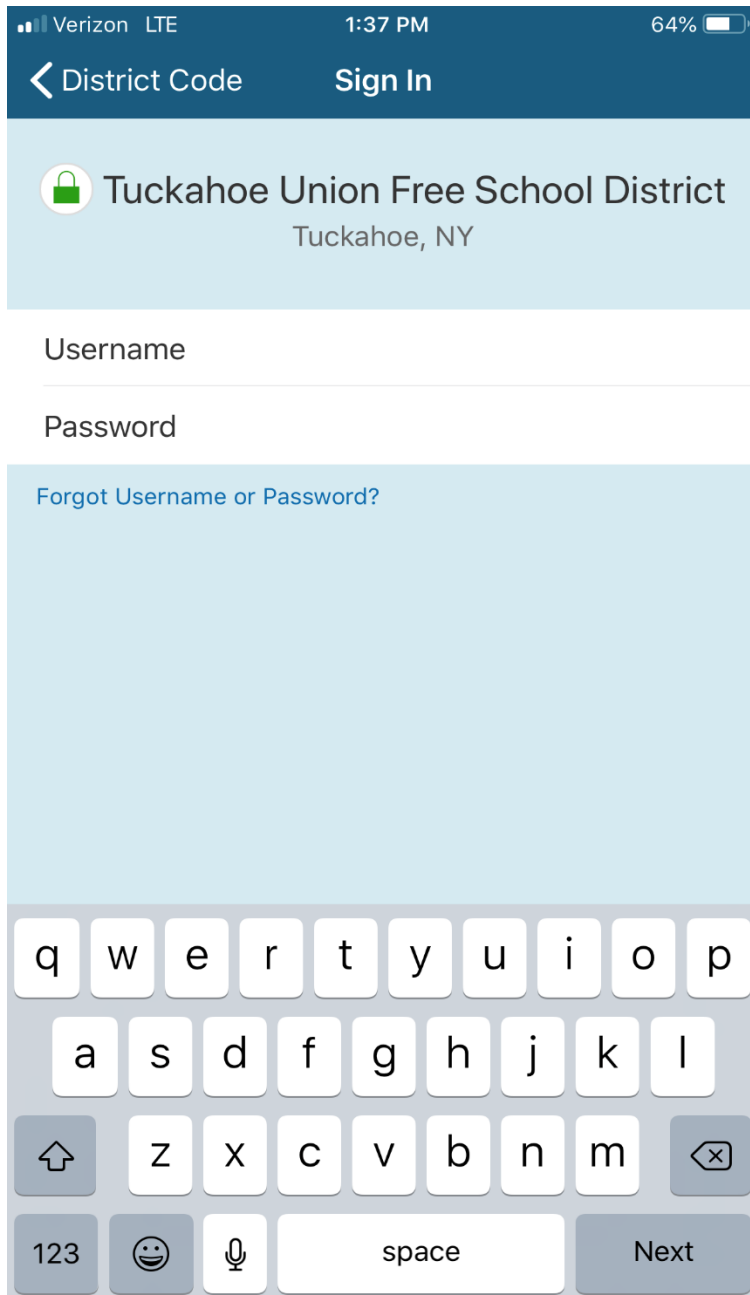 Verizon LTE 1:37 PM 64%
District Code Sign In
Tuckahoe Union Free School District
Tuckahoe, NY
Username
Password
Forgot Username or Password?
q w e r t y u i o p
a s d f g h j k l
z x c v b n m
123 space Next